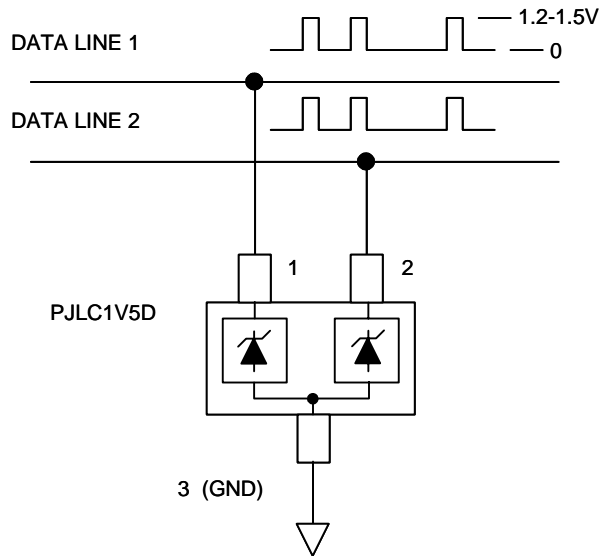 1.2-1.5V
DATA LINE 1
0
DATA LINE 2
1
2
PJLC1V5D
3 (GND)